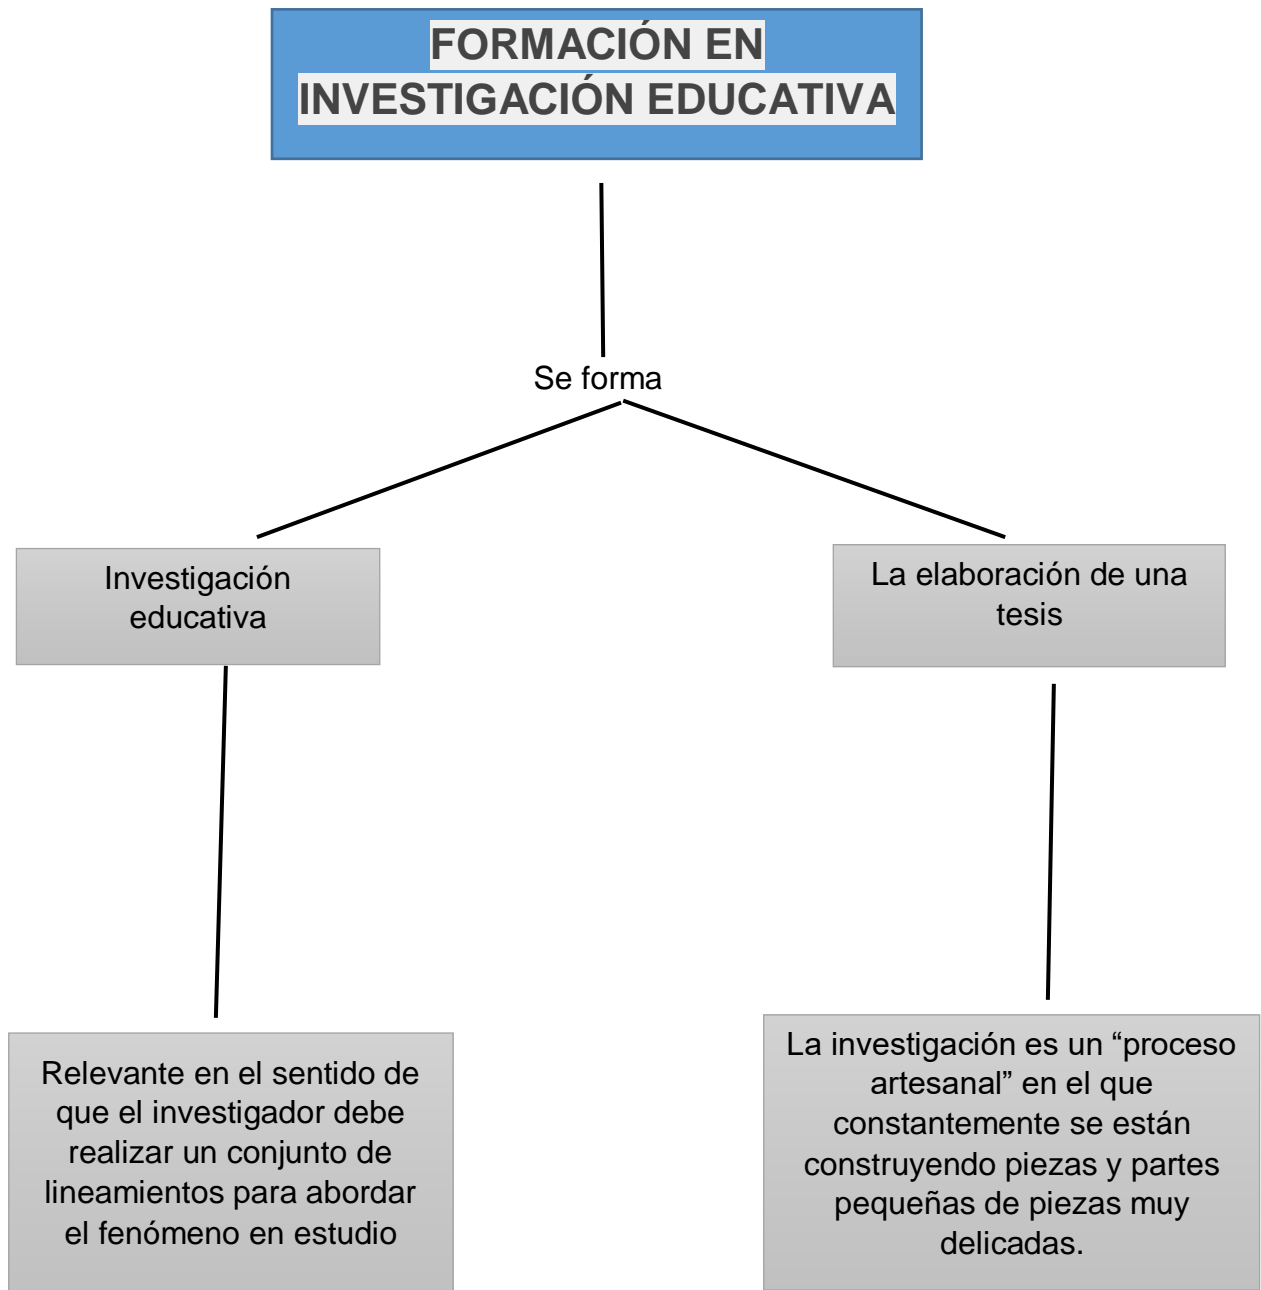 FORMACIÓN EN
INVESTIGACIÓN EDUCATIVA
Se forma
Investigación
educativa
La elaboración de una
tesis
Relevante en el sentido de
que el investigador debe
realizar un conjunto de
lineamientos para abordar
el fenómeno en estudio
La investigación es un “proceso
artesanal” en el que
constantemente se están
construyendo piezas y partes
pequeñas de piezas muy
delicadas.